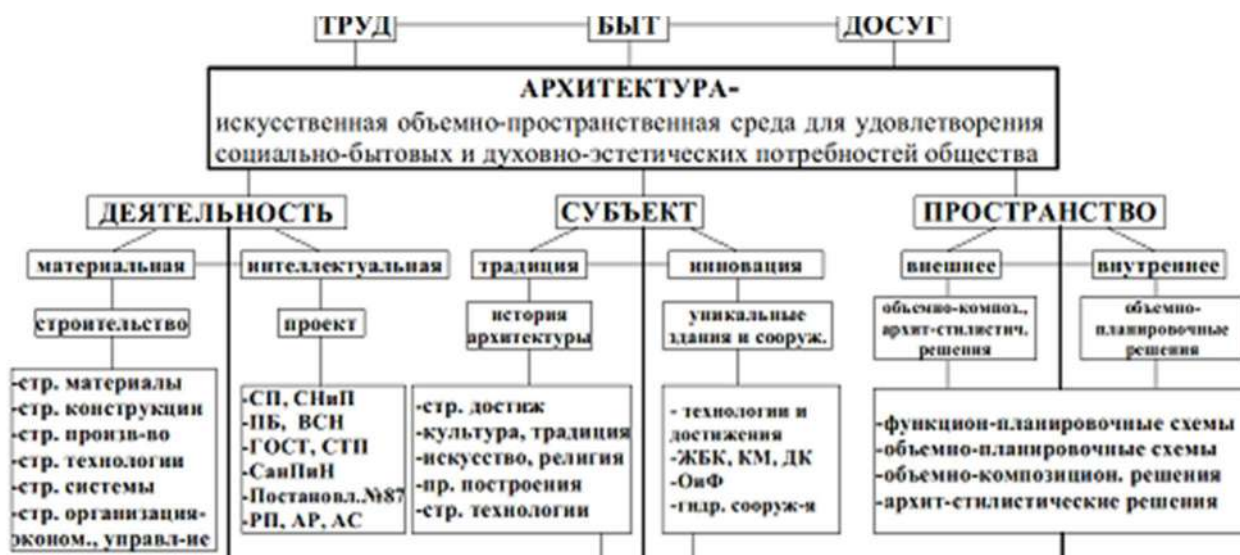 ТРУД БЫТ ДОСУГ
АРХИТЕКТУРА-
искусственная объемно-пространственная среда для удовлетворения
социально-бытовых и духовно-эстетических потребностей общества
ДЕЯТЕЛЬНОСТЬ СУБЪЕКТ ПРОСТРАНСТВО
материальная интеллектуальная традиция инновация внешнее внутреннее
строительство
проект
история
архитектуры
уникальные
здания и сооруж.
объемно-композ.,
архит-стилистич.
решения
объемно-
планировочные
решения
-стр. материалы
-стр. конструкции
-стр. произв-во
-стр. технологии
-стр. системы
-стр. организация-
эконом., управл-ие
-СП, СНиП
-ПБ, ВСН
-ГОСТ, СТП
-СанПиН
-Постановл.№87
-РП, АР, АС
-стр. достиж
-культура, традиция
-искусство, религия
-пр. построения
-стр. технологии
- технологии и
достижения
-ЖБК, КМ, ДК
-ОиФ
-гидр. сооруж-я
-функцион-планировочные схемы
-объемно-планировочные схемы
-объемно-композицион. решения
-архит-стилистические решения